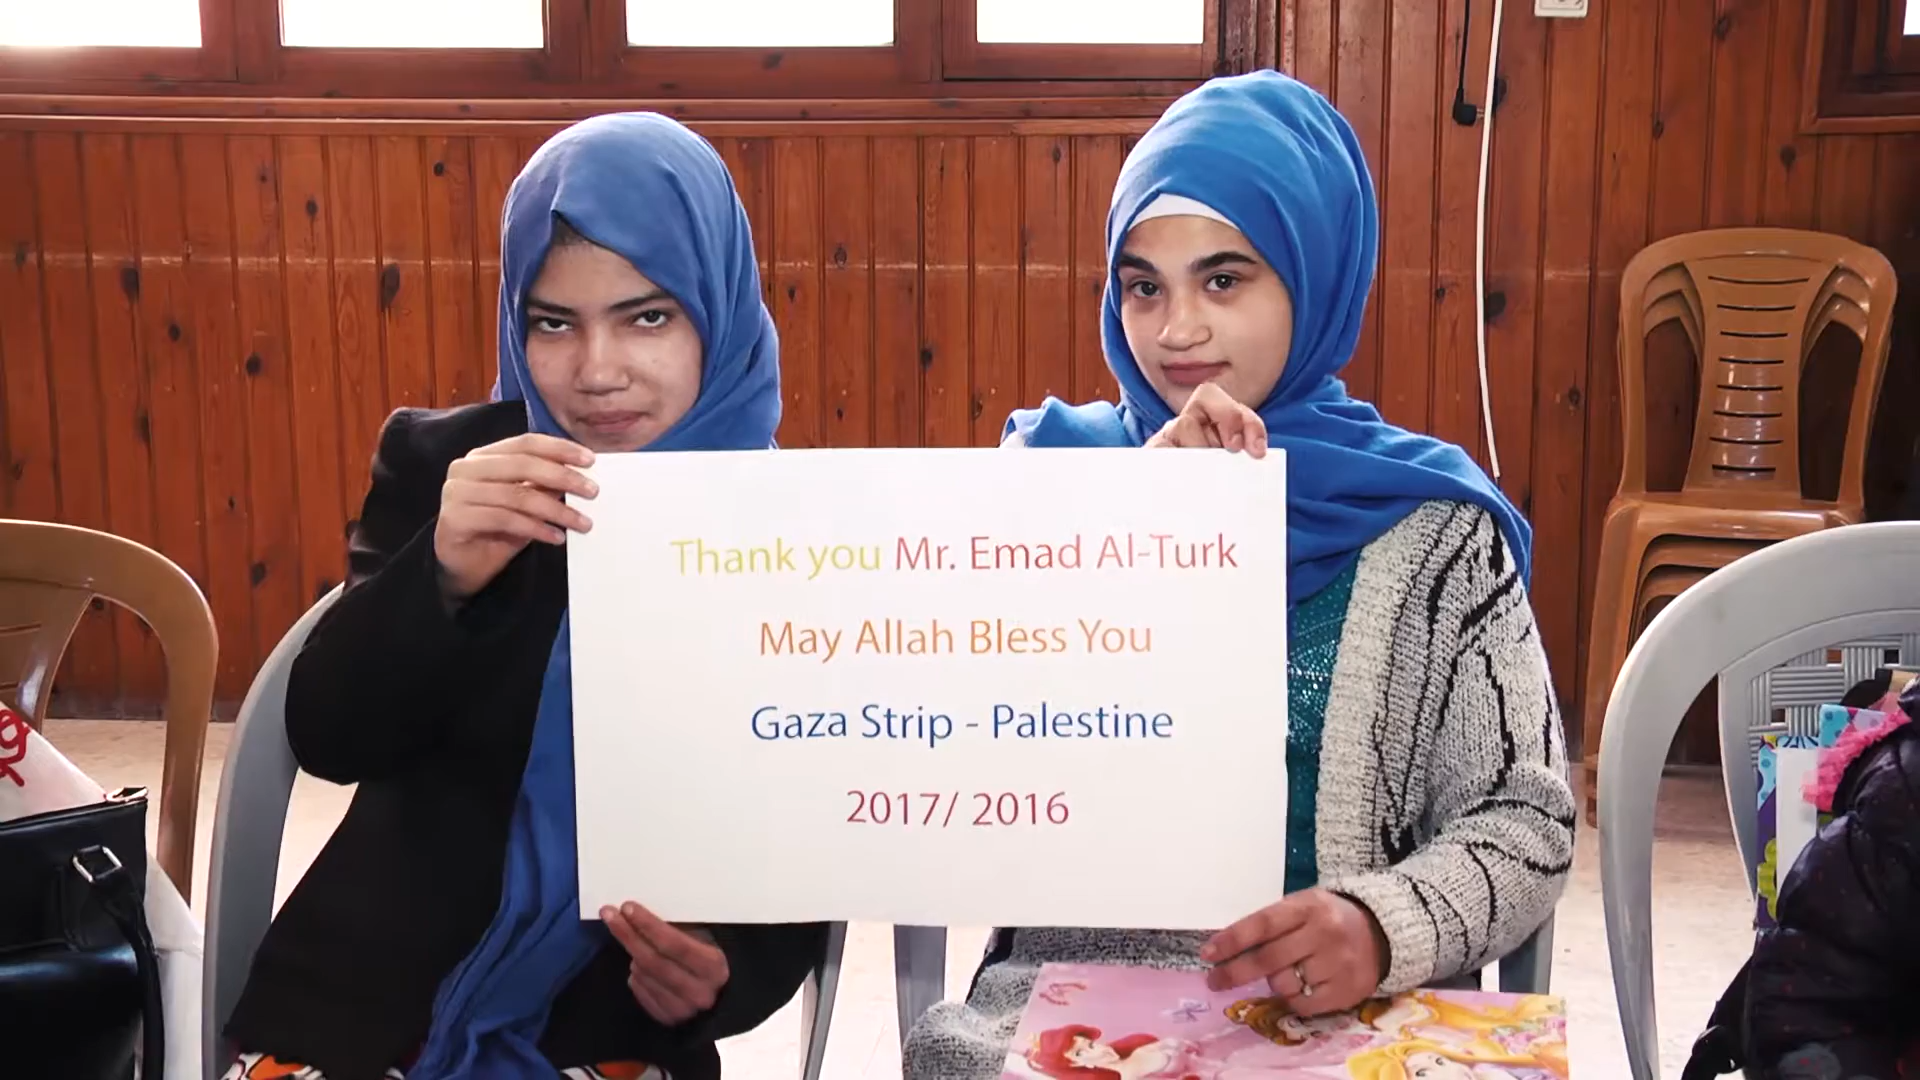 Thank you Mr. Emad Al-Turk
May Allah Bless You
Gaza Strip - Palestine
2017/ 2016